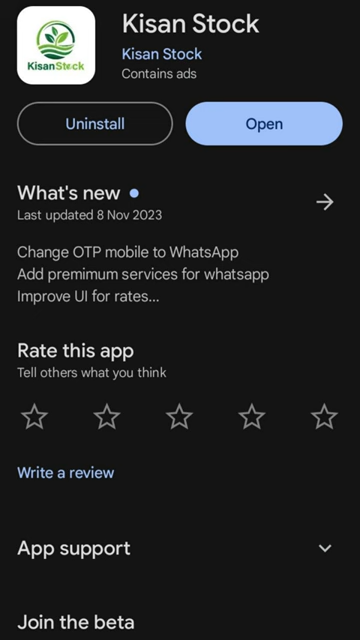 KisanStock
Kisan Stock
Kisan Stock
Contains ads
Uninstall
Open
What's new
Last updated 8 Nov 2023
Change OTP mobile to WhatsApp
Add premimum services for whatsapp
Improve UI for rates...
Rate this app
Tell others what you think
Write a review
App support
Join the beta